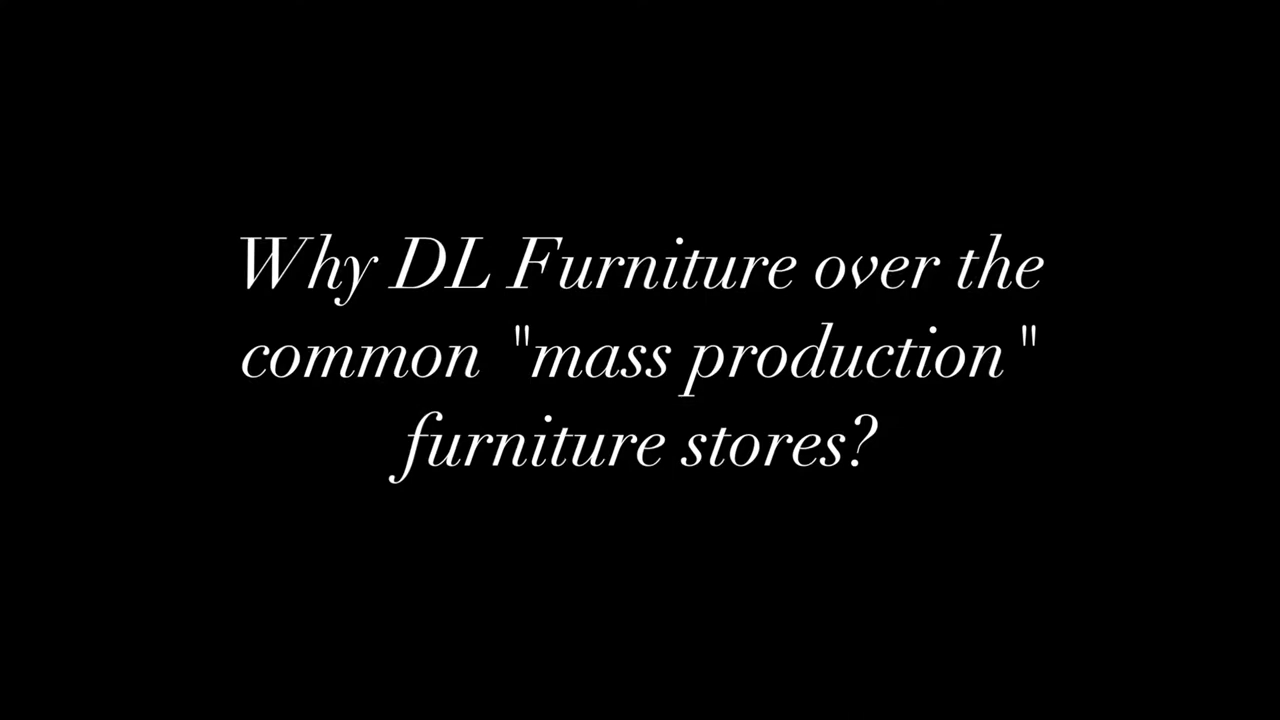 Why DL Furniture over the
common "mass production"
furniture stores?